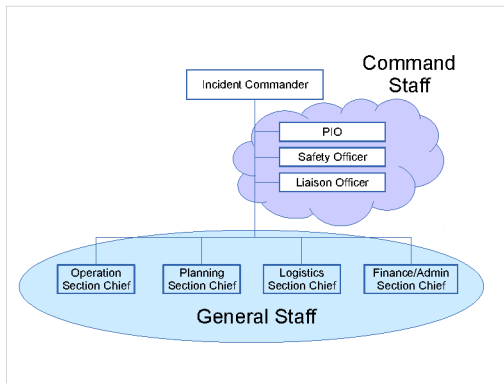 Command
Staff
Incident Commander
PIO
Safety Officer
Liaison Officer
Operation
Section Chief
Planning
Section Chief
Logistics
Section Chief
Finance/Admin
Section Chief
General Staff